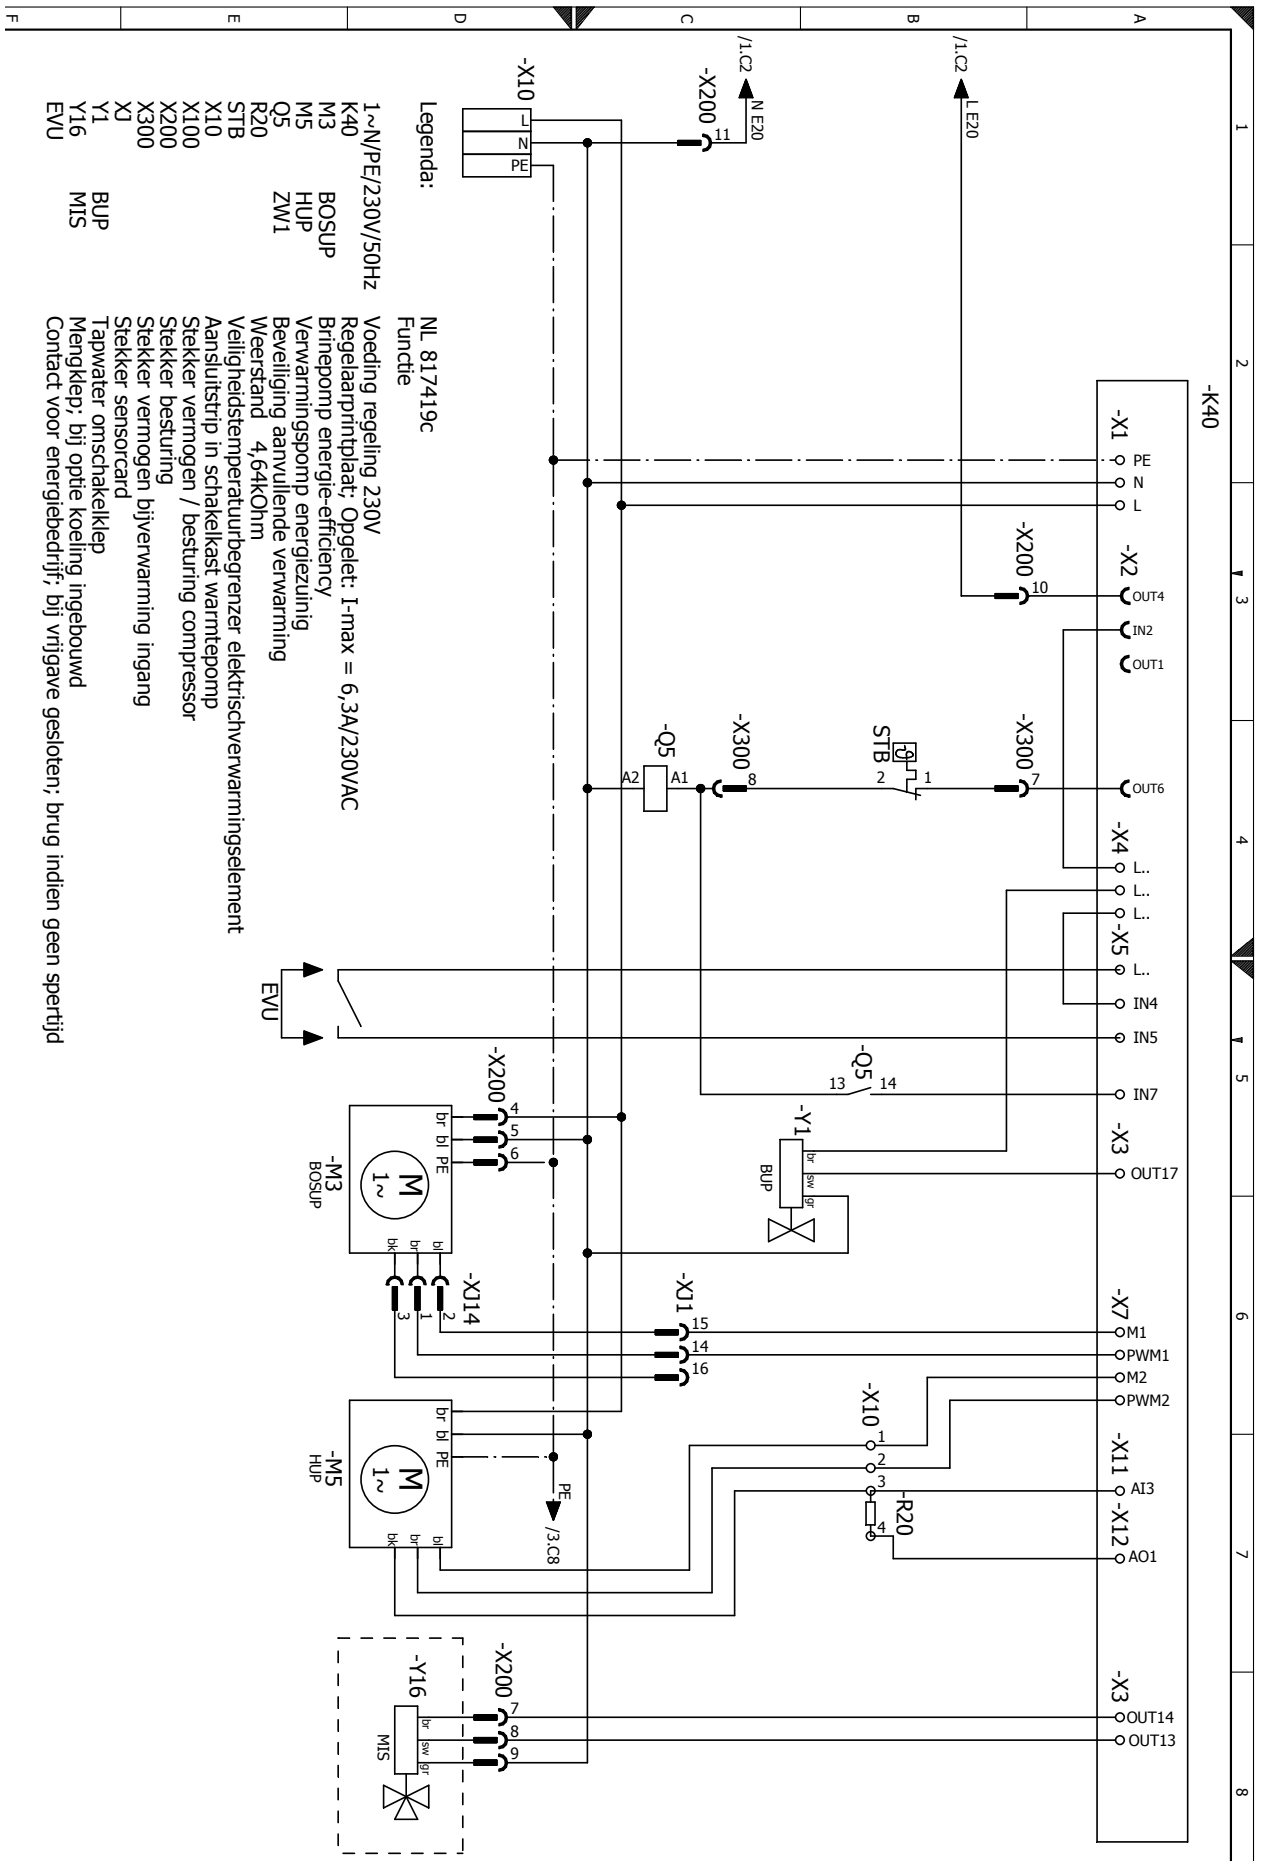 1 2 3 4 5 6 7 8
A
B
C
D
E
F
-K40
-X1
PE
N
L
-X2
OUT4
IN2
OUT1
OUT6
-X4
L..
L..
L..
-X5
L..
IN4
IN5
IN7
-X3
OUT17
-X7
M1
PWM1
M2
PWM2
-X11
AI3
-X12
AO1
-X3
OUT14
OUT13
/1.C2
L E20
/1.C2
N E20
-X200
11
-X200
10
-X300
7
STB
1
2
-X300
8
-Q5
A1
A2
-Q5
13 14
-Y1
br
sw
gr
BUP
EVU
-X10
L
N
PE
-X200
4
5
6
br
bl
PE
M
1~
-M3
BOSUP
bl
br
bk
-XJ14
2
1
3
-XJ1
15
14
16
-X10
1
2
3
4
-R20
br
bl
PE
M
1~
-M5
HUP
bl
br
bk
PE
/3.C8
-X200
7
8
9
-Y16
br
sw
gr
MIS
Legenda:
NL 817419c
Functie
1~N/PE/230V/50Hz Voeding regeling 230V
K40 Regelaarprintplaat; Opgelet: I-max = 6,3A/230VAC
M3 BOSUP Brinepomp energie-efficiency
M5 HUP Verwarmingspomp energiezuinig
Q5 ZW1 Beveiliging aanvullende verwarming
R20 Weerstand 4,64kOhm
STB Veiligheidstemperatuurbegrenzer elektrischverwarmingselement
X10 Aansluitstrip in schakelkast warmtepomp
X100 Stekker vermogen / besturing compressor
X200 Stekker besturing
X300 Stekker vermogen bijverwarming ingang
XJ Stekker sensorcard
Y1 BUP Tapwater omschakelklep
Y16 MIS Mengklep; bij optie koeling ingebouwd
EVU Contact voor energiebedrijf; bij vrijgave gesloten; brug indien geen spertijd